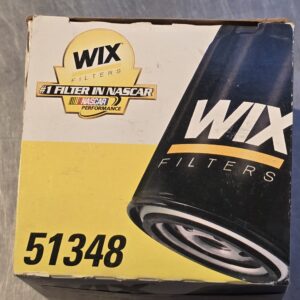 WIX
FILTERS
#1 FILTER IN NASCAR
NASCAR
PERFORMANCE
WIX
FILTERS
51348